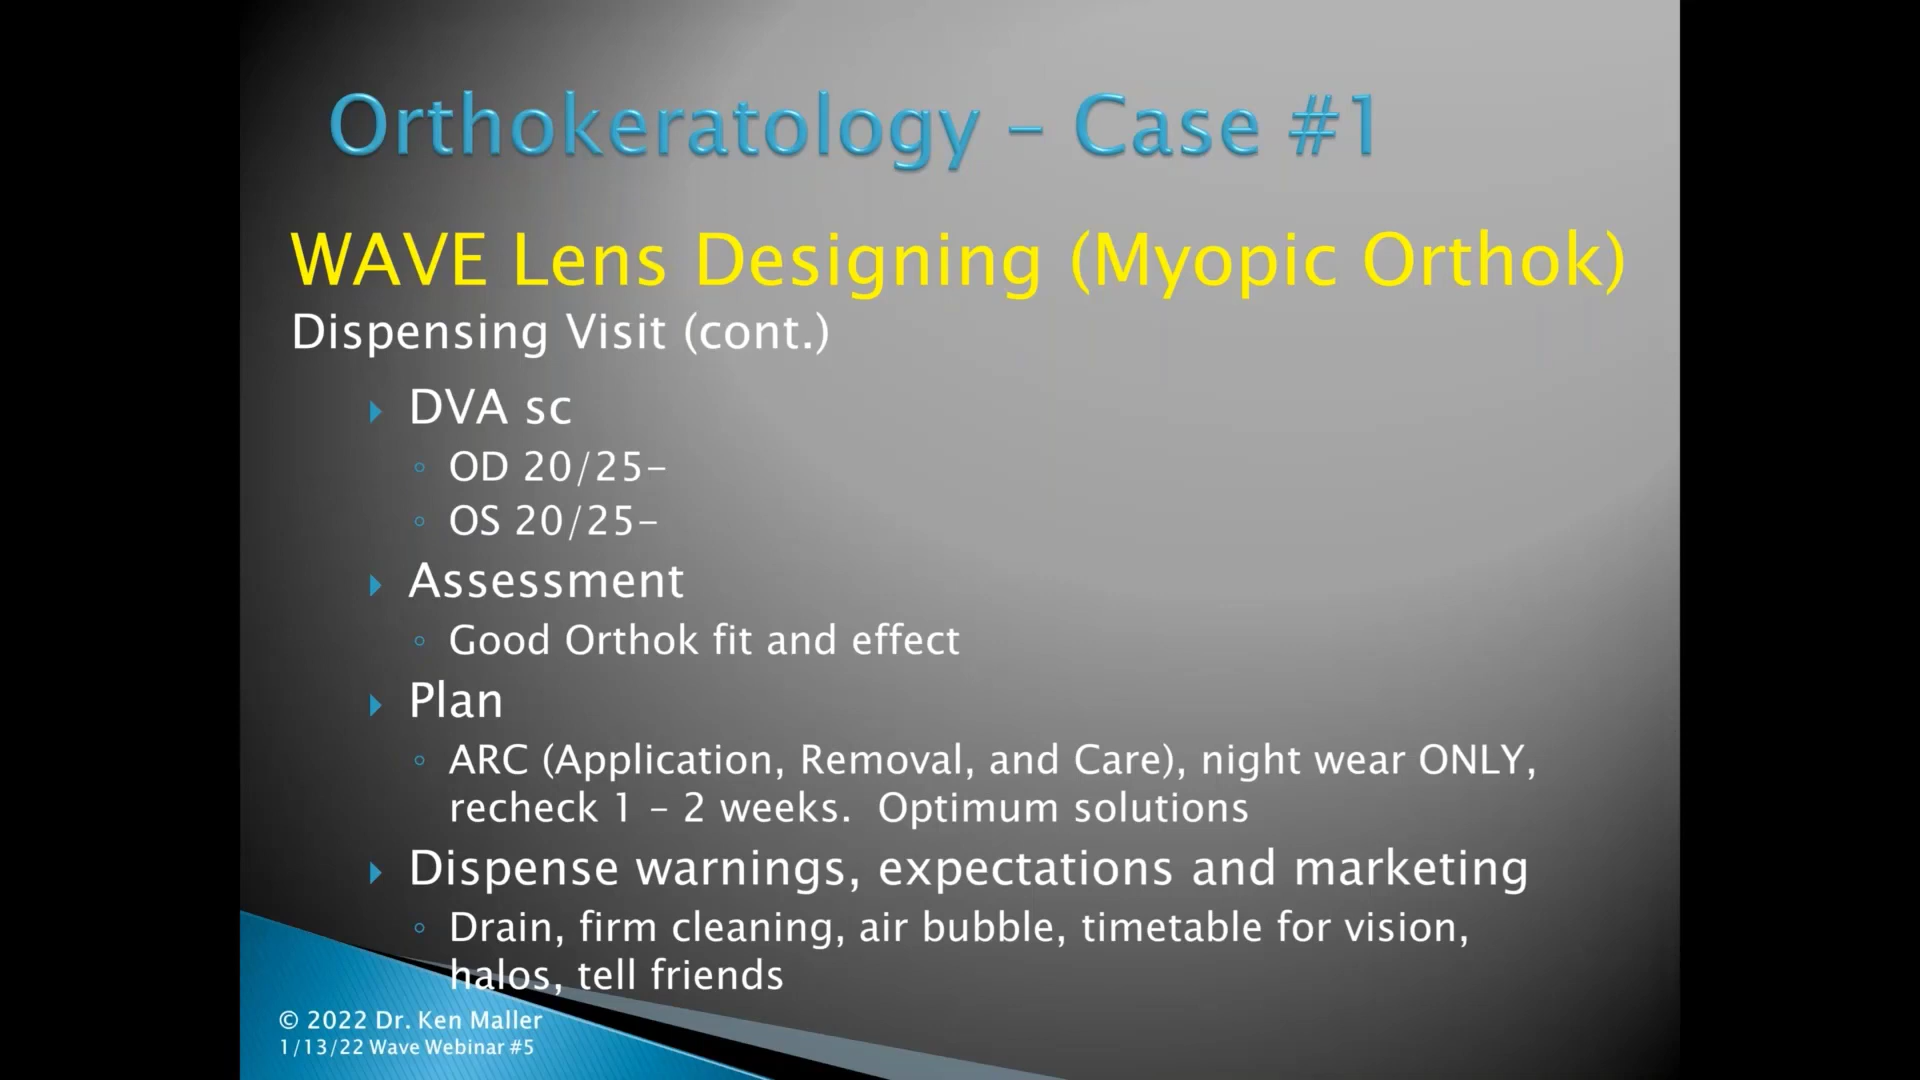 Orthokeratology – Case #1
WAVE Lens Designing (Myopic Orthok)
Dispensing Visit (cont.)
DVA sc
OD 20/25–
OS 20/25–
Assessment
Good Orthok fit and effect
Plan
ARC (Application, Removal, and Care), night wear ONLY,
recheck 1 – 2 weeks.  Optimum solutions
Dispense warnings, expectations and marketing
Drain, firm cleaning, air bubble, timetable for vision,
halos, tell friends
© 2022 Dr. Ken Maller
1/13/22 Wave Webinar #5